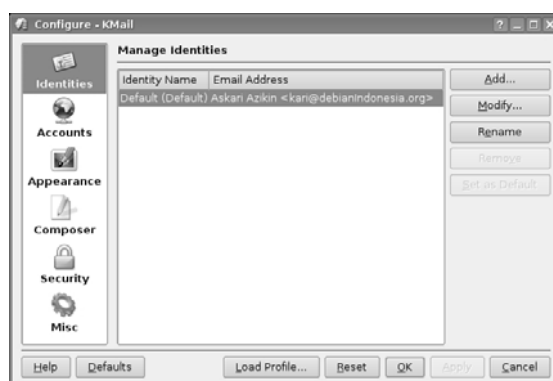 Configure - KMail
Identities
Accounts
Appearance
Composer
Security
Misc
Manage Identities
Identity Name Email Address
Default (Default) Askari Azikin <kari@debianindonesia.org>
Add...
Modify...
Rename
Remove
Set as Default
Help Defaults Load Profile... Reset OK Apply Cancel